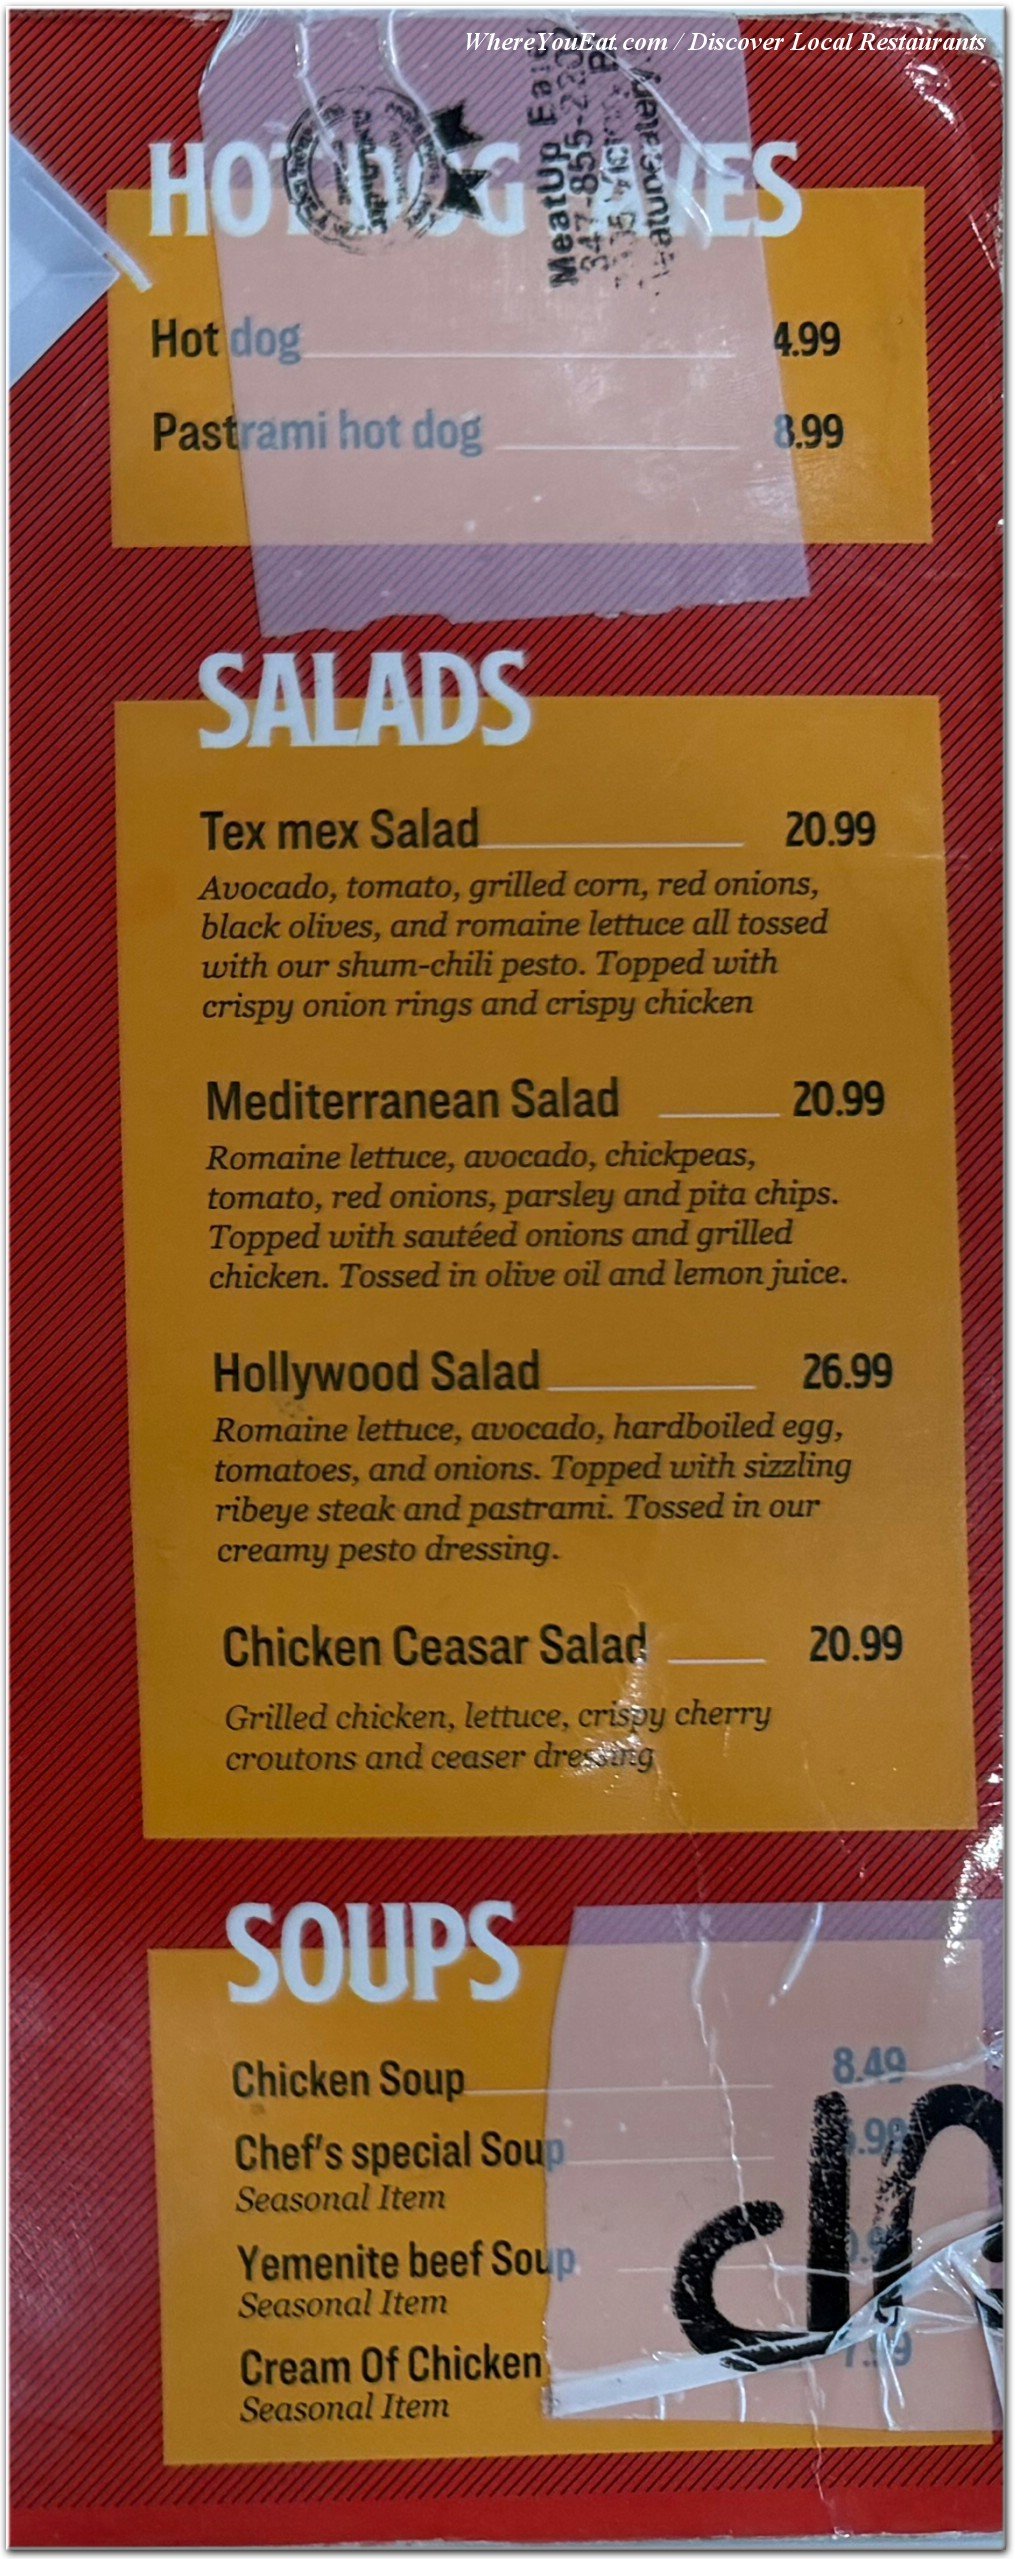 WhereYouEat.com / Discover Local Restaurants
MeatUp
HOT DOG
Hot dog 4.99
Pastrami hot dog 8.99
SALADS
Tex mex Salad 20.99
Avocado, tomato, grilled corn, red onions,
black olives, and romaine lettuce all tossed
with our shum-chili pesto. Topped with
crispy onion rings and crispy chicken
Mediterranean Salad 20.99
Romaine lettuce, avocado, chickpeas,
tomato, red onions, parsley and pita chips.
Topped with sautéed onions and grilled
chicken. Tossed in olive oil and lemon juice.
Hollywood Salad 26.99
Romaine lettuce, avocado, hardboiled egg,
tomatoes, and onions. Topped with sizzling
ribeye steak and pastrami. Tossed in our
creamy pesto dressing.
Chicken Ceasar Salad 20.99
Grilled chicken, lettuce, crispy cherry
croutons and ceaser dressing
SOUPS
Chicken Soup 8.49
Chef's special Soup
Seasonal Item
Yemenite beef Soup
Seasonal Item
Cream Of Chicken
Seasonal Item